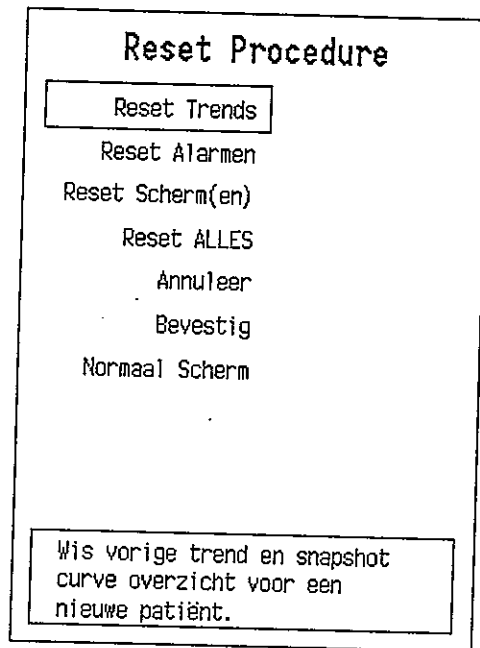 Reset Procedure
Reset Trends
Reset Alarmen
Reset Scherm(en)
Reset ALLES
Annuleer
Bevestig
Normaal Scherm
Wis vorige trend en snapshot
curve overzicht voor een
nieuwe patiënt.